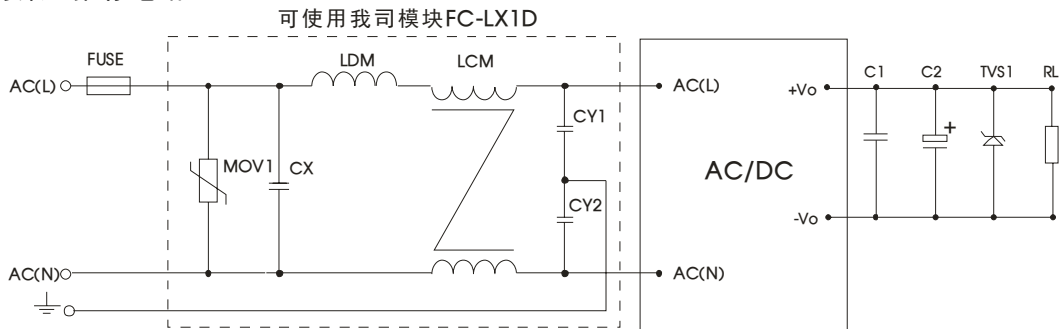 可使用我司模块FC-LX1D
FUSE
LDM
LCM
AC(L)
AC(L)
C1
C2
TVS1
RL
+Vo
CY1
+
MOV1
CX
AC/DC
CY2
-Vo
AC(N)
AC(N)